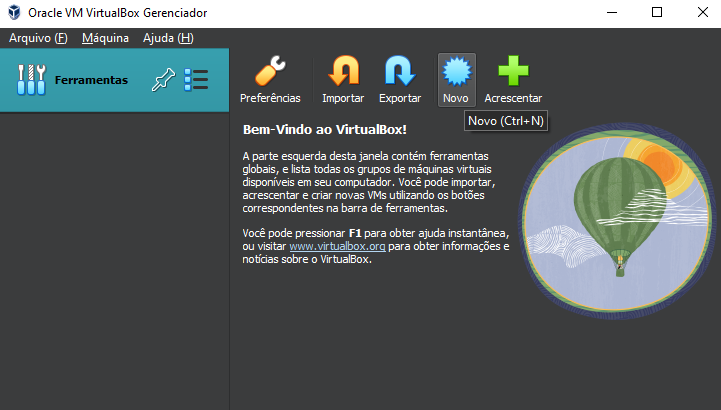 Oracle VM VirtualBox Gerenciador
Arquivo (F) Máquina Ajuda (H)
Ferramentas
Preferências Importar Exportar Novo Acrescentar
Novo (Ctrl+N)
Bem-Vindo ao VirtualBox!
A parte esquerda desta janela contém ferramentas
globais, e lista todas os grupos de máquinas virtuais
disponíveis em seu computador. Você pode importar,
acrescentar e criar novas VMs utilizando os botões
correspondentes na barra de ferramentas.
Você pode pressionar F1 para obter ajuda instantânea,
ou visitar www.virtualbox.org para obter informações e
notícias sobre o VirtualBox.